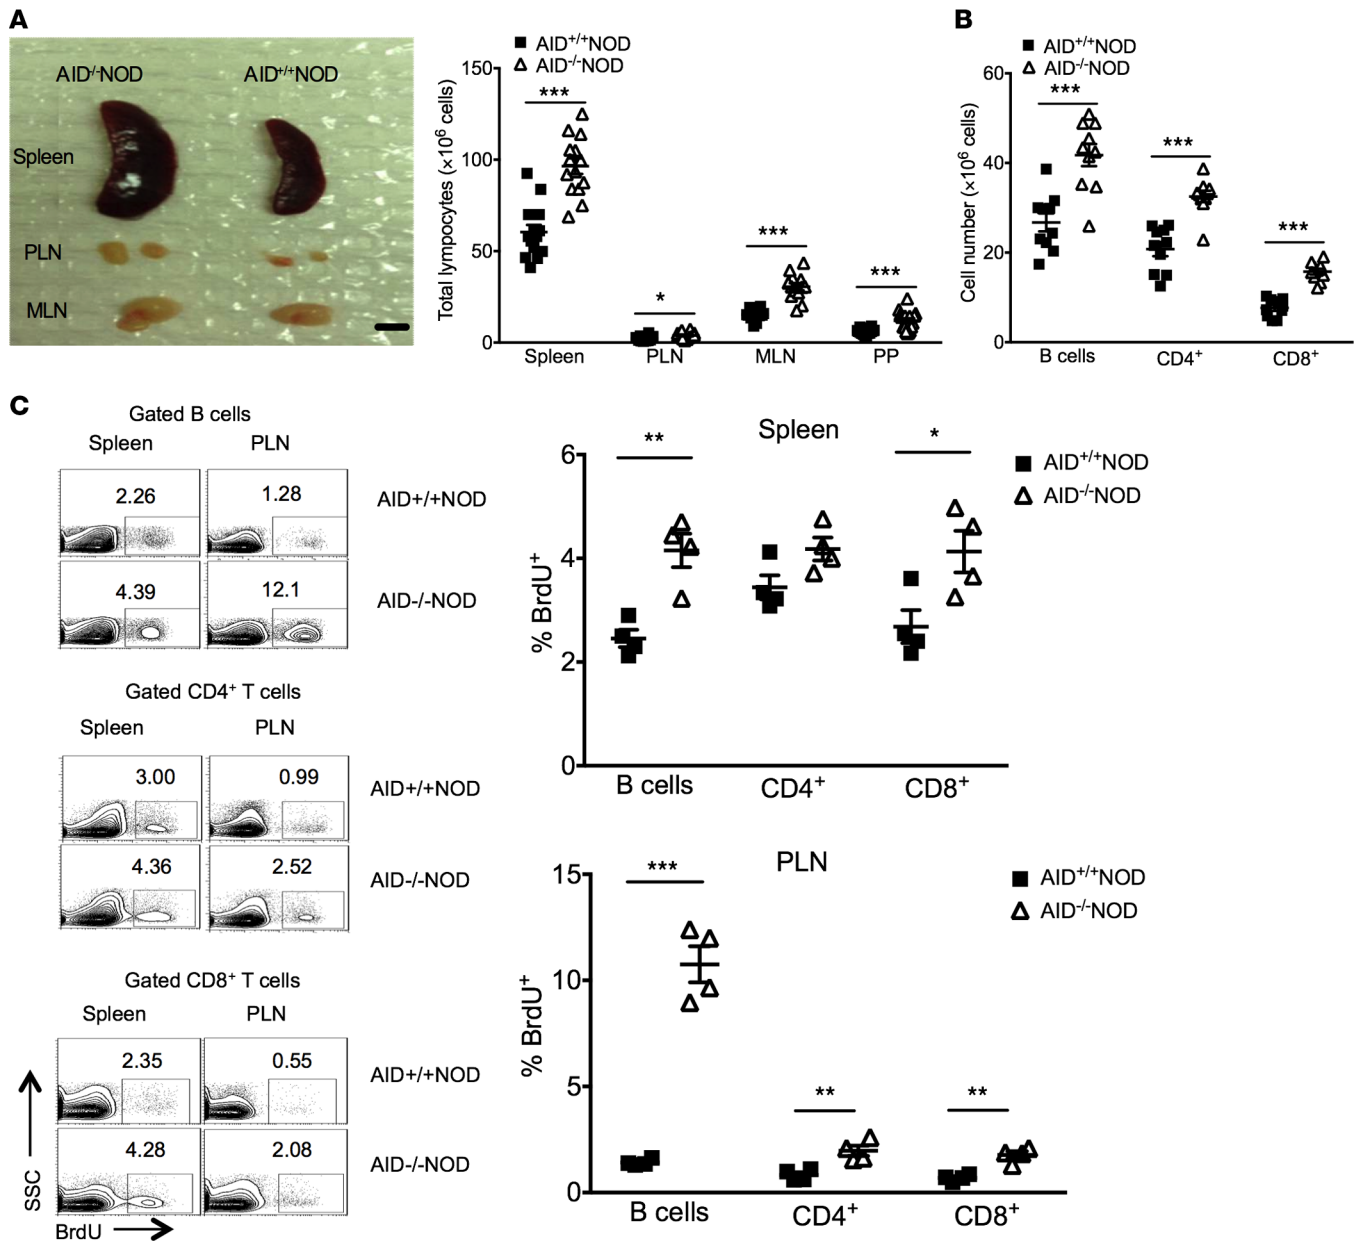 A
AID-/-NOD
AID+/+NOD
Spleen
PLN
MLN
AID+/+NOD
AID-/-NOD
Total lympocytes (×10⁶ cells)
150
100
50
0
***
*
***
***
Spleen
PLN
MLN
PP
B
AID+/+NOD
AID-/-NOD
Cell number (×10⁶ cells)
60
40
20
0
***
***
***
B cells
CD4+
CD8+
C
Gated B cells
Spleen
PLN
2.26
1.28
AID+/+NOD
4.39
12.1
AID-/-NOD
Gated CD4+ T cells
Spleen
PLN
3.00
0.99
AID+/+NOD
4.36
2.52
AID-/-NOD
Gated CD8+ T cells
Spleen
PLN
2.35
0.55
AID+/+NOD
4.28
2.08
AID-/-NOD
SSC
BrdU
Spleen
AID+/+NOD
AID-/-NOD
% BrdU+
6
4
2
0
**
*
B cells
CD4+
CD8+
PLN
AID+/+NOD
AID-/-NOD
% BrdU+
15
10
5
0
***
**
**
B cells
CD4+
CD8+